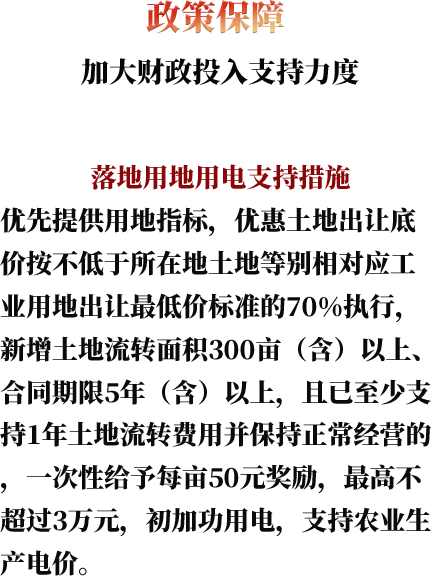 政策保障
加大财政投入支持力度
落地用地用电支持措施
优先提供用地指标，优惠土地出让底
价按不低于所在地土地等别相对应工
业用地出让最低价标准的70%执行，
新增土地流转面积300亩（含）以上、
合同期限5年（含）以上，且已至少支
持1年土地流转费用并保持正常经营的
，一次性给予每亩50元奖励，最高不
超过3万元，初加功用电，支持农业生
产电价。